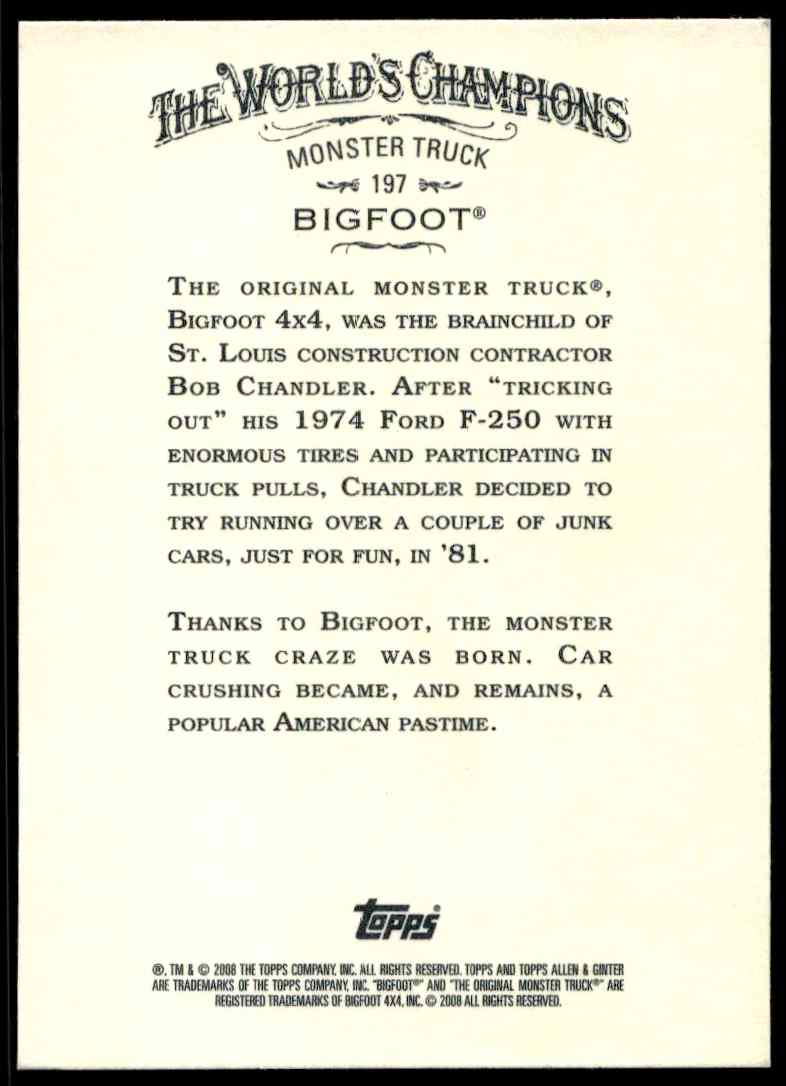 THE WORLD'S CHAMPIONS
MONSTER TRUCK
197
BIGFOOT®
THE ORIGINAL MONSTER TRUCK®,
BIGFOOT 4X4, WAS THE BRAINCHILD OF
ST. LOUIS CONSTRUCTION CONTRACTOR
BOB CHANDLER. AFTER “TRICKING
OUT” HIS 1974 FORD F-250 WITH
ENORMOUS TIRES AND PARTICIPATING IN
TRUCK PULLS, CHANDLER DECIDED TO
TRY RUNNING OVER A COUPLE OF JUNK
CARS, JUST FOR FUN, IN ’81.
THANKS TO BIGFOOT, THE MONSTER
TRUCK CRAZE WAS BORN. CAR
CRUSHING BECAME, AND REMAINS, A
POPULAR AMERICAN PASTIME.
topps®
®, TM & © 2008 THE TOPPS COMPANY, INC. ALL RIGHTS RESERVED. TOPPS AND TOPPS ALLEN & GINTER
ARE TRADEMARKS OF THE TOPPS COMPANY, INC. "BIGFOOT®" AND "THE ORIGINAL MONSTER TRUCK®" ARE
REGISTERED TRADEMARKS OF BIGFOOT 4X4, INC. © 2008 ALL RIGHTS RESERVED.